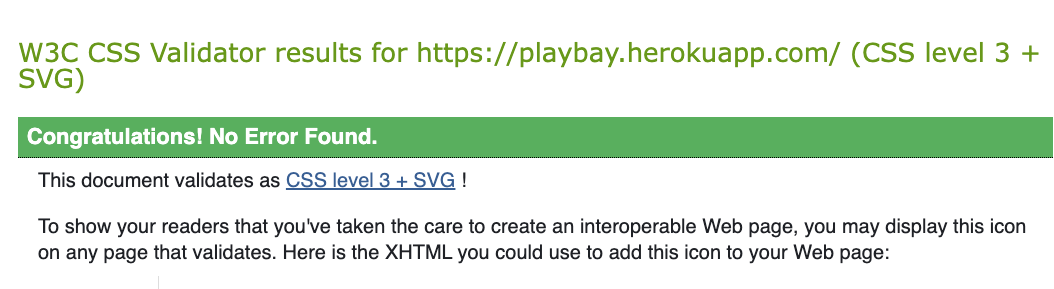 W3C CSS Validator results for https://playbay.herokuapp.com/ (CSS level 3 +
SVG)
Congratulations! No Error Found.
This document validates as CSS level 3 + SVG !
To show your readers that you've taken the care to create an interoperable Web page, you may display this icon
on any page that validates. Here is the XHTML you could use to add this icon to your Web page: